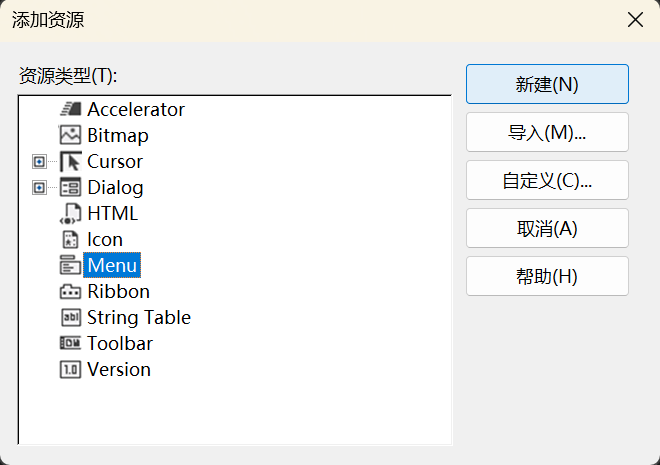 添加资源
资源类型(T):
Accelerator
Bitmap
Cursor
Dialog
HTML
Icon
Menu
Ribbon
String Table
Toolbar
Version
新建(N)
导入(M)...
自定义(C)...
取消(A)
帮助(H)